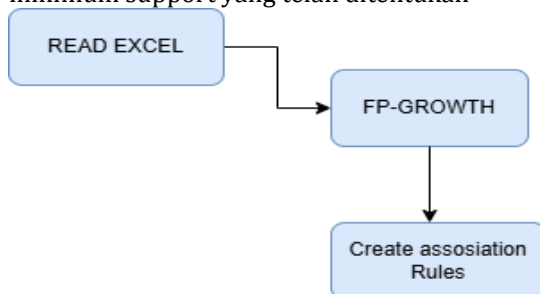 minimum support yang telah ditentukan
READ EXCEL
FP-GROWTH
Create assosiation
Rules